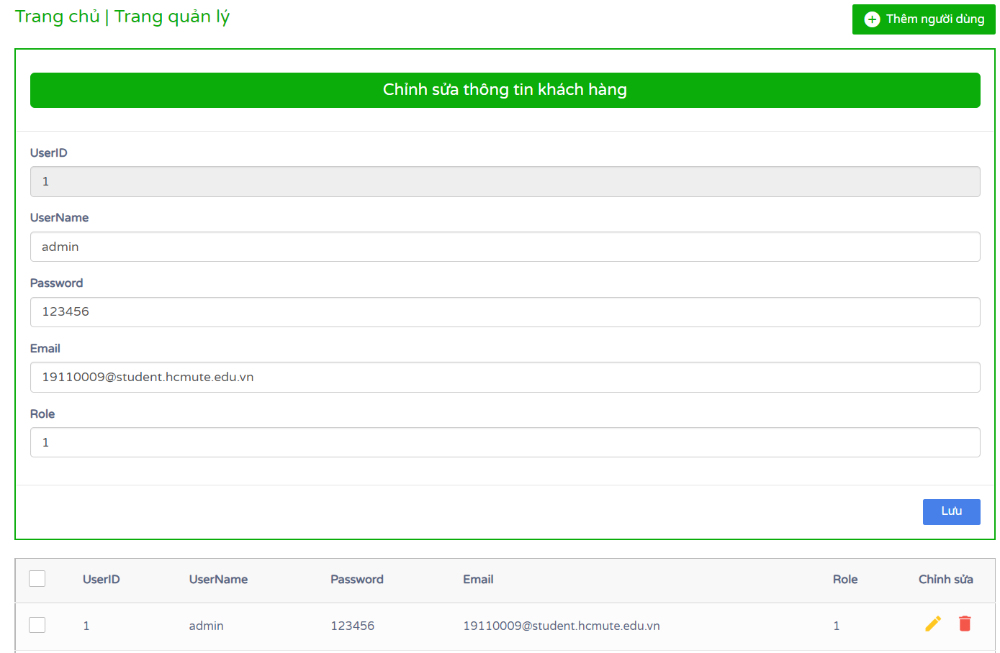 Trang chủ | Trang quản lý
Thêm người dùng
Chỉnh sửa thông tin khách hàng
UserID
1
UserName
admin
Password
123456
Email
19110009@student.hcmute.edu.vn
Role
1
Lưu
UserID UserName Password Email Role Chỉnh sửa
1 admin 123456 19110009@student.hcmute.edu.vn 1